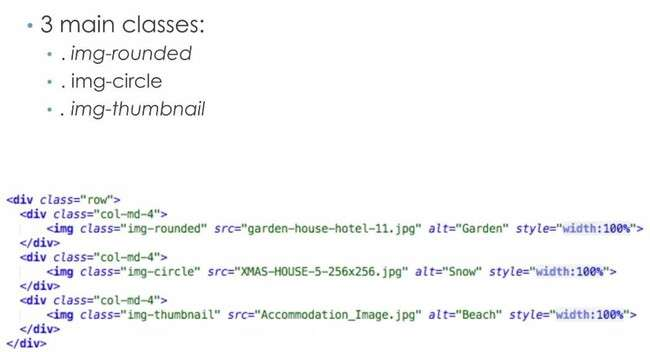 • 3 main classes:
• . img-rounded
• . img-circle
• . img-thumbnail
<div class="row">
<div class="col-md-4">
<img class="img-rounded" src="garden-house-hotel-11.jpg" alt="Garden" style="width:100%">
</div>
<div class="col-md-4">
<img class="img-circle" src="XMAS-HOUSE-5-256x256.jpg" alt="Snow" style="width:100%">
</div>
<div class="col-md-4">
<img class="img-thumbnail" src="Accommodation_Image.jpg" alt="Beach" style="width:100%">
</div>
</div>